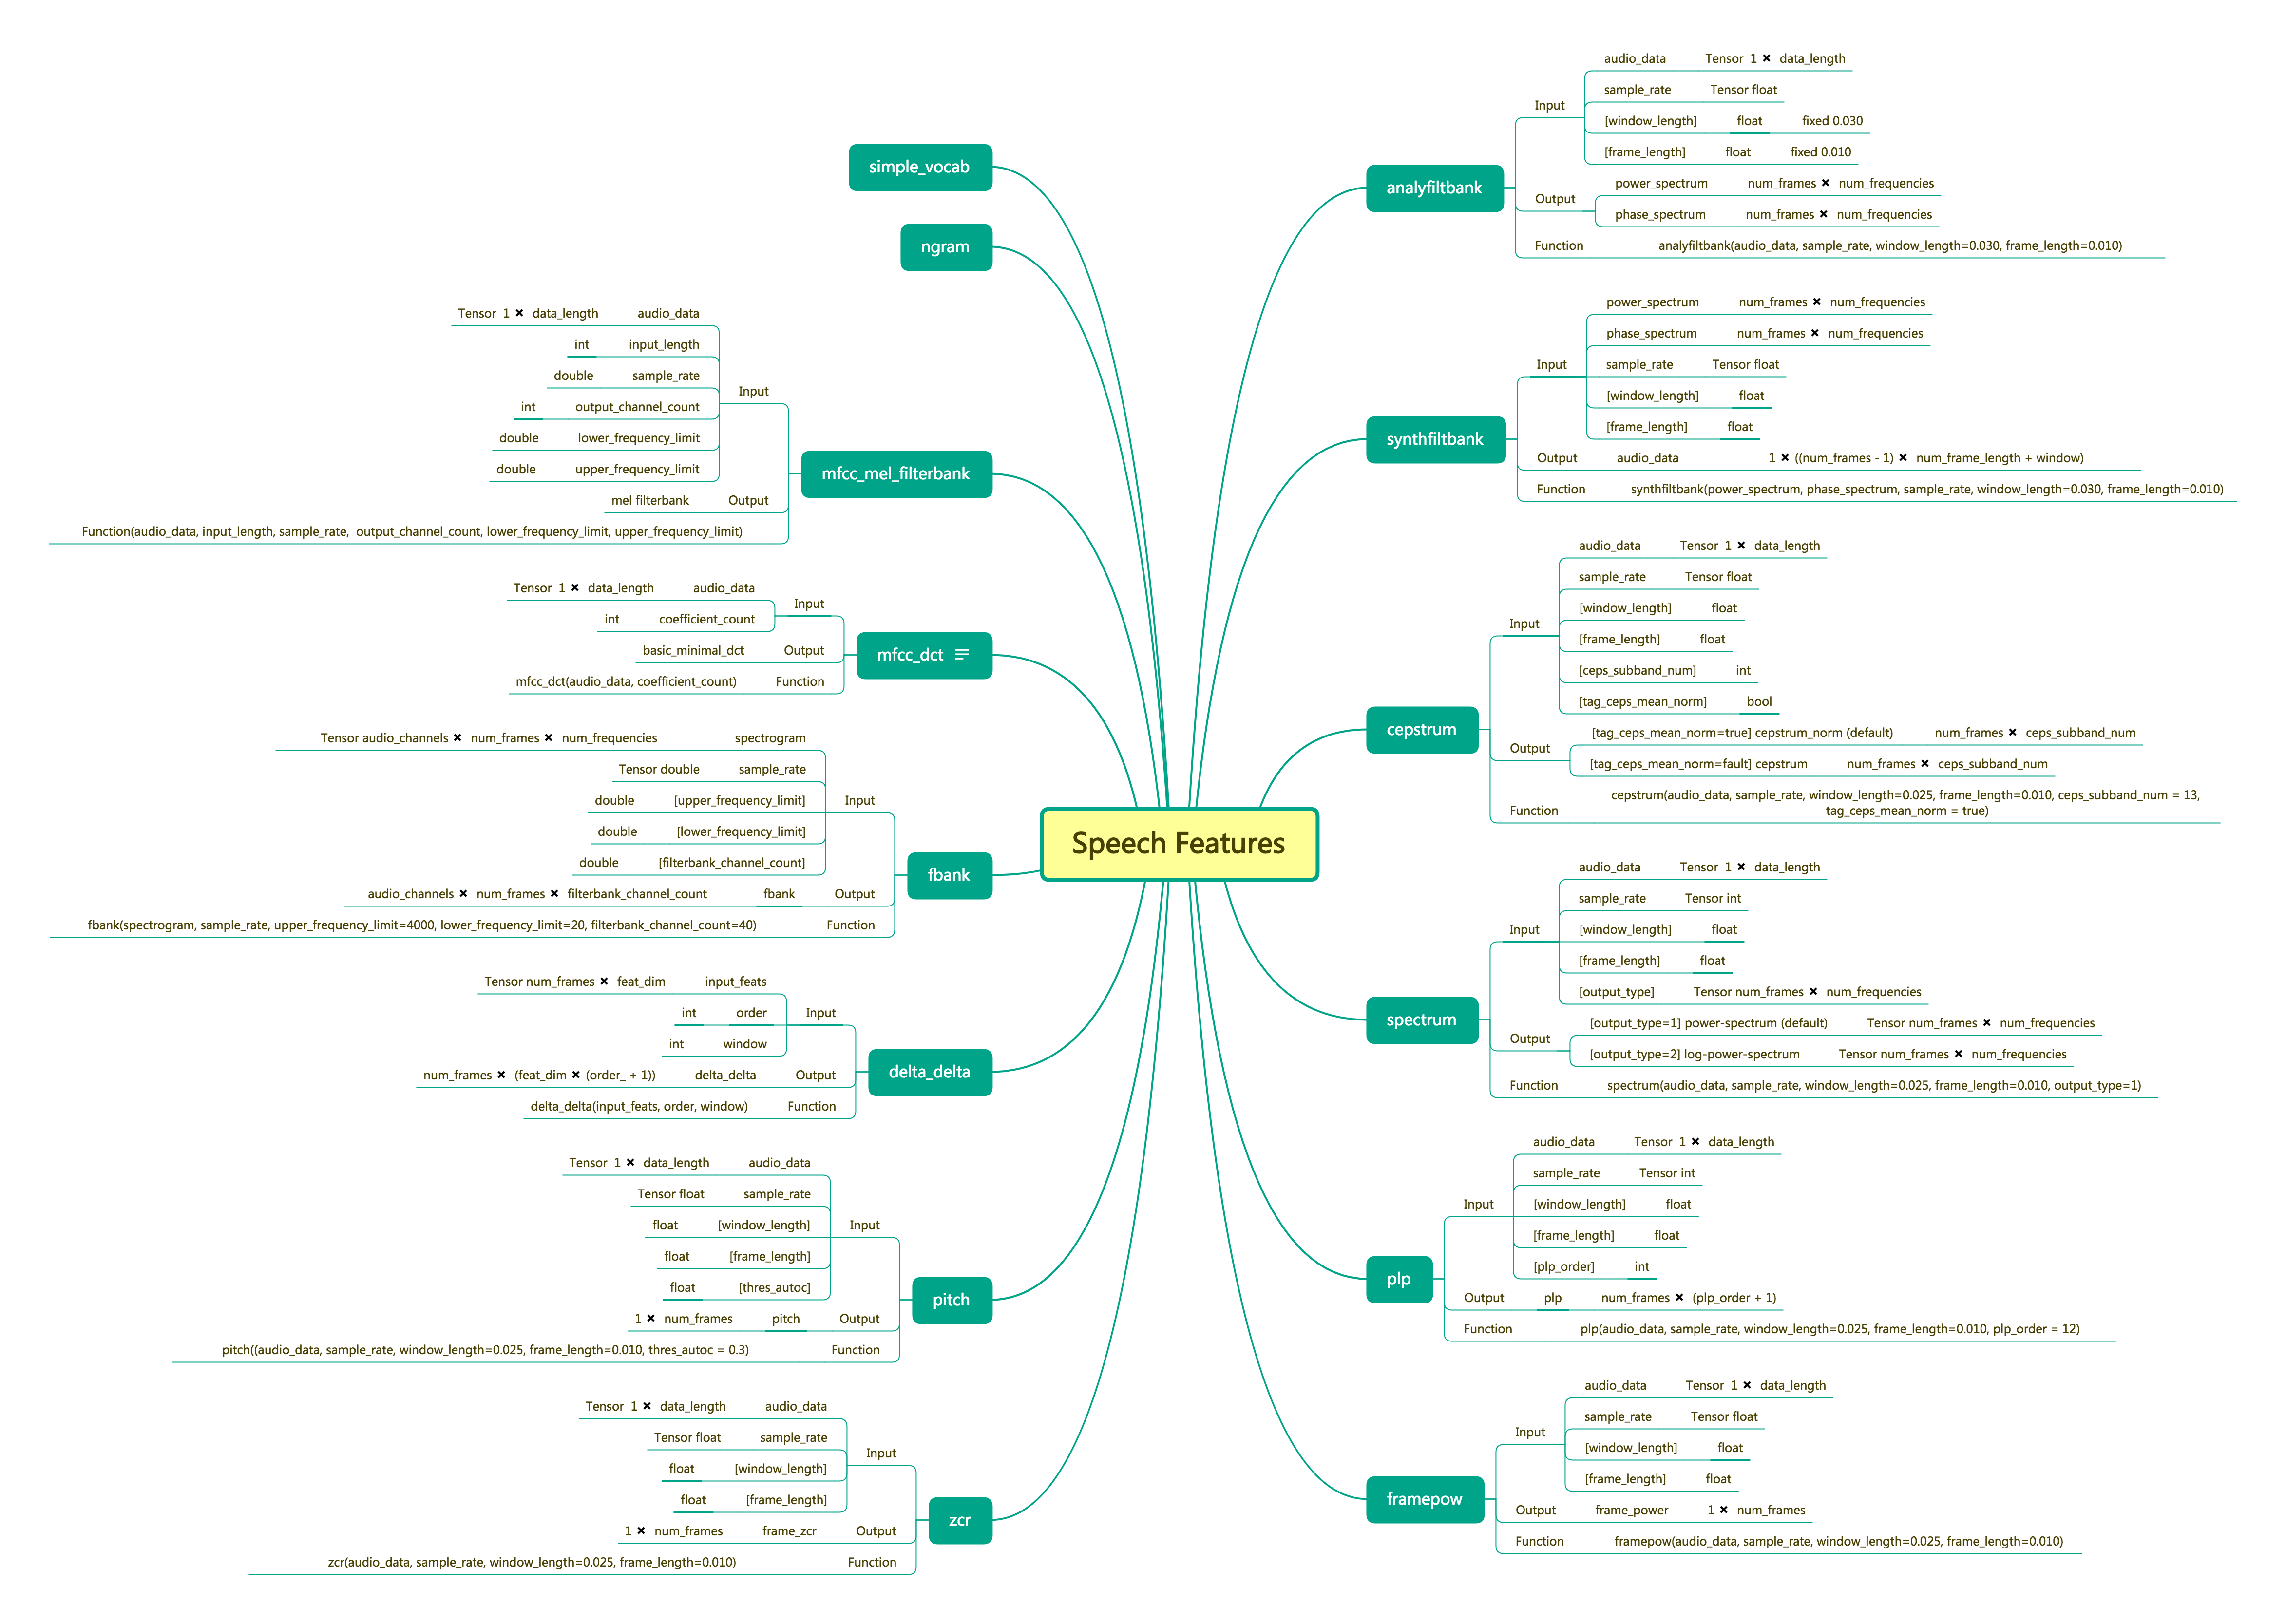 Speech Features
analyfiltbank
Input
audio_data Tensor 1 × data_length
sample_rate Tensor float
[window_length] float fixed 0.030
[frame_length] float fixed 0.010
Output
power_spectrum num_frames × num_frequencies
phase_spectrum num_frames × num_frequencies
Function analyfiltbank(audio_data, sample_rate, window_length=0.030, frame_length=0.010)
synthfiltbank
Input
power_spectrum num_frames × num_frequencies
phase_spectrum num_frames × num_frequencies
sample_rate Tensor float
[window_length] float
[frame_length] float
Output audio_data 1 × ((num_frames - 1) × num_frame_length + window)
Function synthfiltbank(power_spectrum, phase_spectrum, sample_rate, window_length=0.030, frame_length=0.010)
cepstrum
Input
audio_data Tensor 1 × data_length
sample_rate Tensor float
[window_length] float
[frame_length] float
[ceps_subband_num] int
[tag_ceps_mean_norm] bool
Output
[tag_ceps_mean_norm=true] cepstrum_norm (default) num_frames × ceps_subband_num
[tag_ceps_mean_norm=fault] cepstrum num_frames × ceps_subband_num
Function
cepstrum(audio_data, sample_rate, window_length=0.025, frame_length=0.010, ceps_subband_num = 13,
tag_ceps_mean_norm = true)
spectrum
Input
audio_data Tensor 1 × data_length
sample_rate Tensor int
[window_length] float
[frame_length] float
[output_type] Tensor num_frames × num_frequencies
Output
[output_type=1] power-spectrum (default) Tensor num_frames × num_frequencies
[output_type=2] log-power-spectrum Tensor num_frames × num_frequencies
Function spectrum(audio_data, sample_rate, window_length=0.025, frame_length=0.010, output_type=1)
plp
Input
audio_data Tensor 1 × data_length
sample_rate Tensor int
[window_length] float
[frame_length] float
[plp_order] int
Output plp num_frames × (plp_order + 1)
Function plp(audio_data, sample_rate, window_length=0.025, frame_length=0.010, plp_order = 12)
framepow
Input
audio_data Tensor 1 × data_length
sample_rate Tensor float
[window_length] float
[frame_length] float
Output frame_power 1 × num_frames
Function framepow(audio_data, sample_rate, window_length=0.025, frame_length=0.010)
simple_vocab
ngram
mfcc_mel_filterbank
Input
Tensor 1 × data_length audio_data
int input_length
double sample_rate
int output_channel_count
double lower_frequency_limit
double upper_frequency_limit
mel filterbank Output
Function(audio_data, input_length, sample_rate, output_channel_count, lower_frequency_limit, upper_frequency_limit)
mfcc_dct
Input
Tensor 1 × data_length audio_data
int coefficient_count
basic_minimal_dct Output
mfcc_dct(audio_data, coefficient_count) Function
fbank
Input
Tensor audio_channels × num_frames × num_frequencies spectrogram
Tensor double sample_rate
double [upper_frequency_limit]
double [lower_frequency_limit]
double [filterbank_channel_count]
audio_channels × num_frames × filterbank_channel_count fbank Output
fbank(spectrogram, sample_rate, upper_frequency_limit=4000, lower_frequency_limit=20, filterbank_channel_count=40) Function
delta_delta
Input
Tensor num_frames × feat_dim input_feats
int order
int window
num_frames × (feat_dim × (order_ + 1)) delta_delta Output
delta_delta(input_feats, order, window) Function
pitch
Input
Tensor 1 × data_length audio_data
Tensor float sample_rate
float [window_length]
float [frame_length]
float [thres_autoc]
1 × num_frames pitch Output
pitch((audio_data, sample_rate, window_length=0.025, frame_length=0.010, thres_autoc = 0.3) Function
zcr
Input
Tensor 1 × data_length audio_data
Tensor float sample_rate
float [window_length]
float [frame_length]
1 × num_frames frame_zcr Output
zcr(audio_data, sample_rate, window_length=0.025, frame_length=0.010) Function